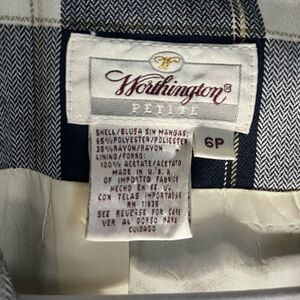 W
Worthington®
PETITE
6P
SHELL/BLUSA SIN MANGAS:
65%POLYESTER/POLIESTER
35%RAYON/RAYON
LINING/FORRO:
100% ACETATE/ACETATO
MADE IN U.S.A.
OF IMPORTED FABRICS
HECHO EN EE. UU.
CON TELAS IMPORTADAS
RN 11935
SEE REVERSE FOR CARE
VER AL DORSO PARA
CUIDADO